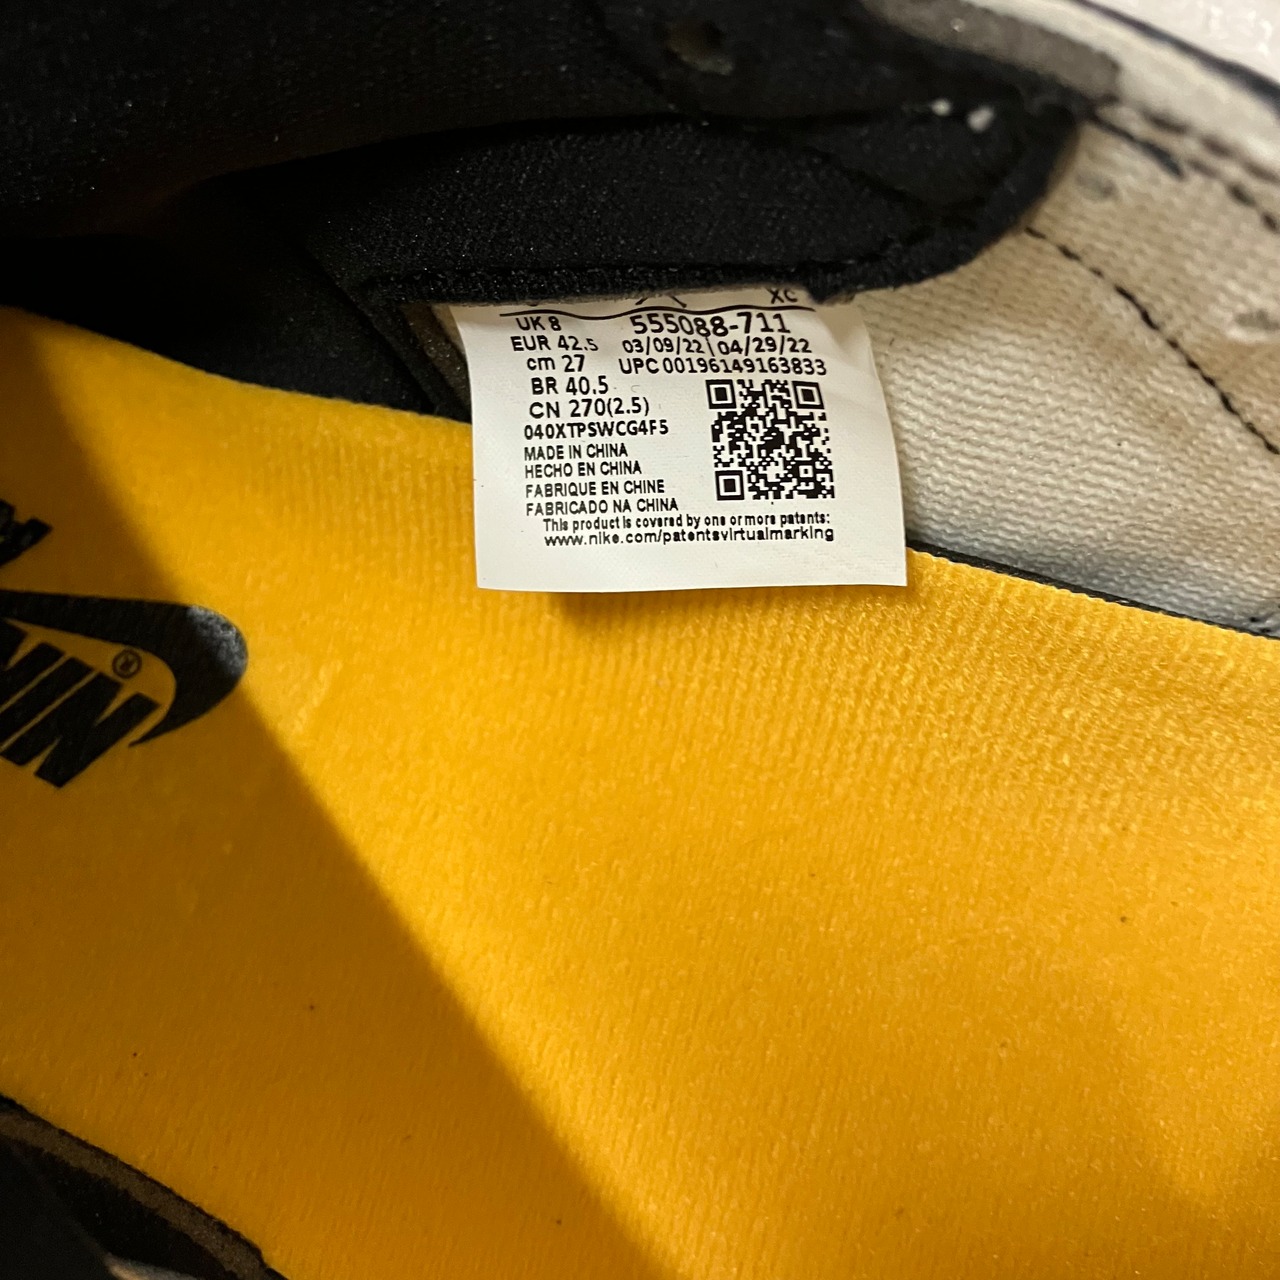 XC
UK 8 555088-711
EUR 42.5 03/09/22\04/29/22
cm 27 UPC 00196149163833
BR 40.5
CN 270(2.5)
040XTPSWCG4F5
MADE IN CHINA
HECHO EN CHINA
FABRIQUE EN CHINE
FABRICADO NA CHINA
This product is covered by one or more patents:
www.nike.com/patentsvirtualmarking
®